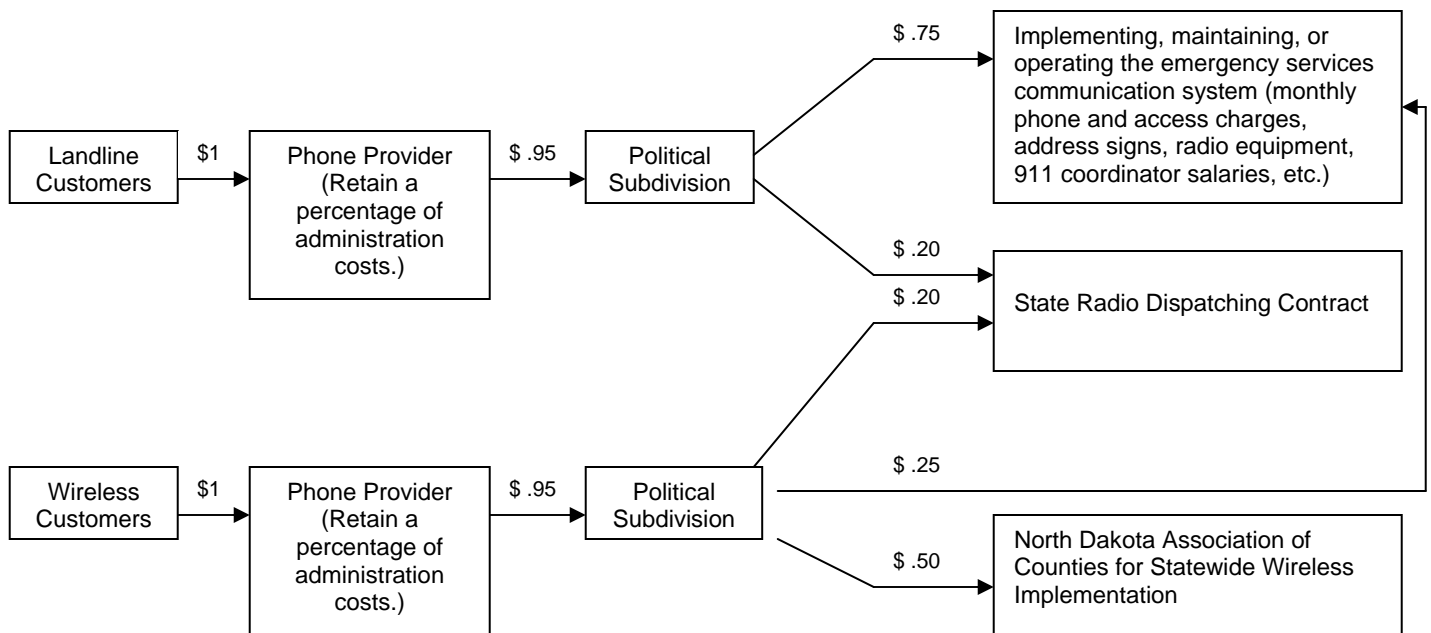 $ .75
Implementing, maintaining, or
operating the emergency services
communication system (monthly
phone and access charges,
address signs, radio equipment,
911 coordinator salaries, etc.)
Landline
Customers
$1
Phone Provider
(Retain a
percentage of
administration
costs.)
$ .95
Political
Subdivision
$ .20
$ .20
State Radio Dispatching Contract
Wireless
Customers
$1
Phone Provider
(Retain a
percentage of
administration
costs.)
$ .95
Political
Subdivision
$ .25
$ .50
North Dakota Association of
Counties for Statewide Wireless
Implementation